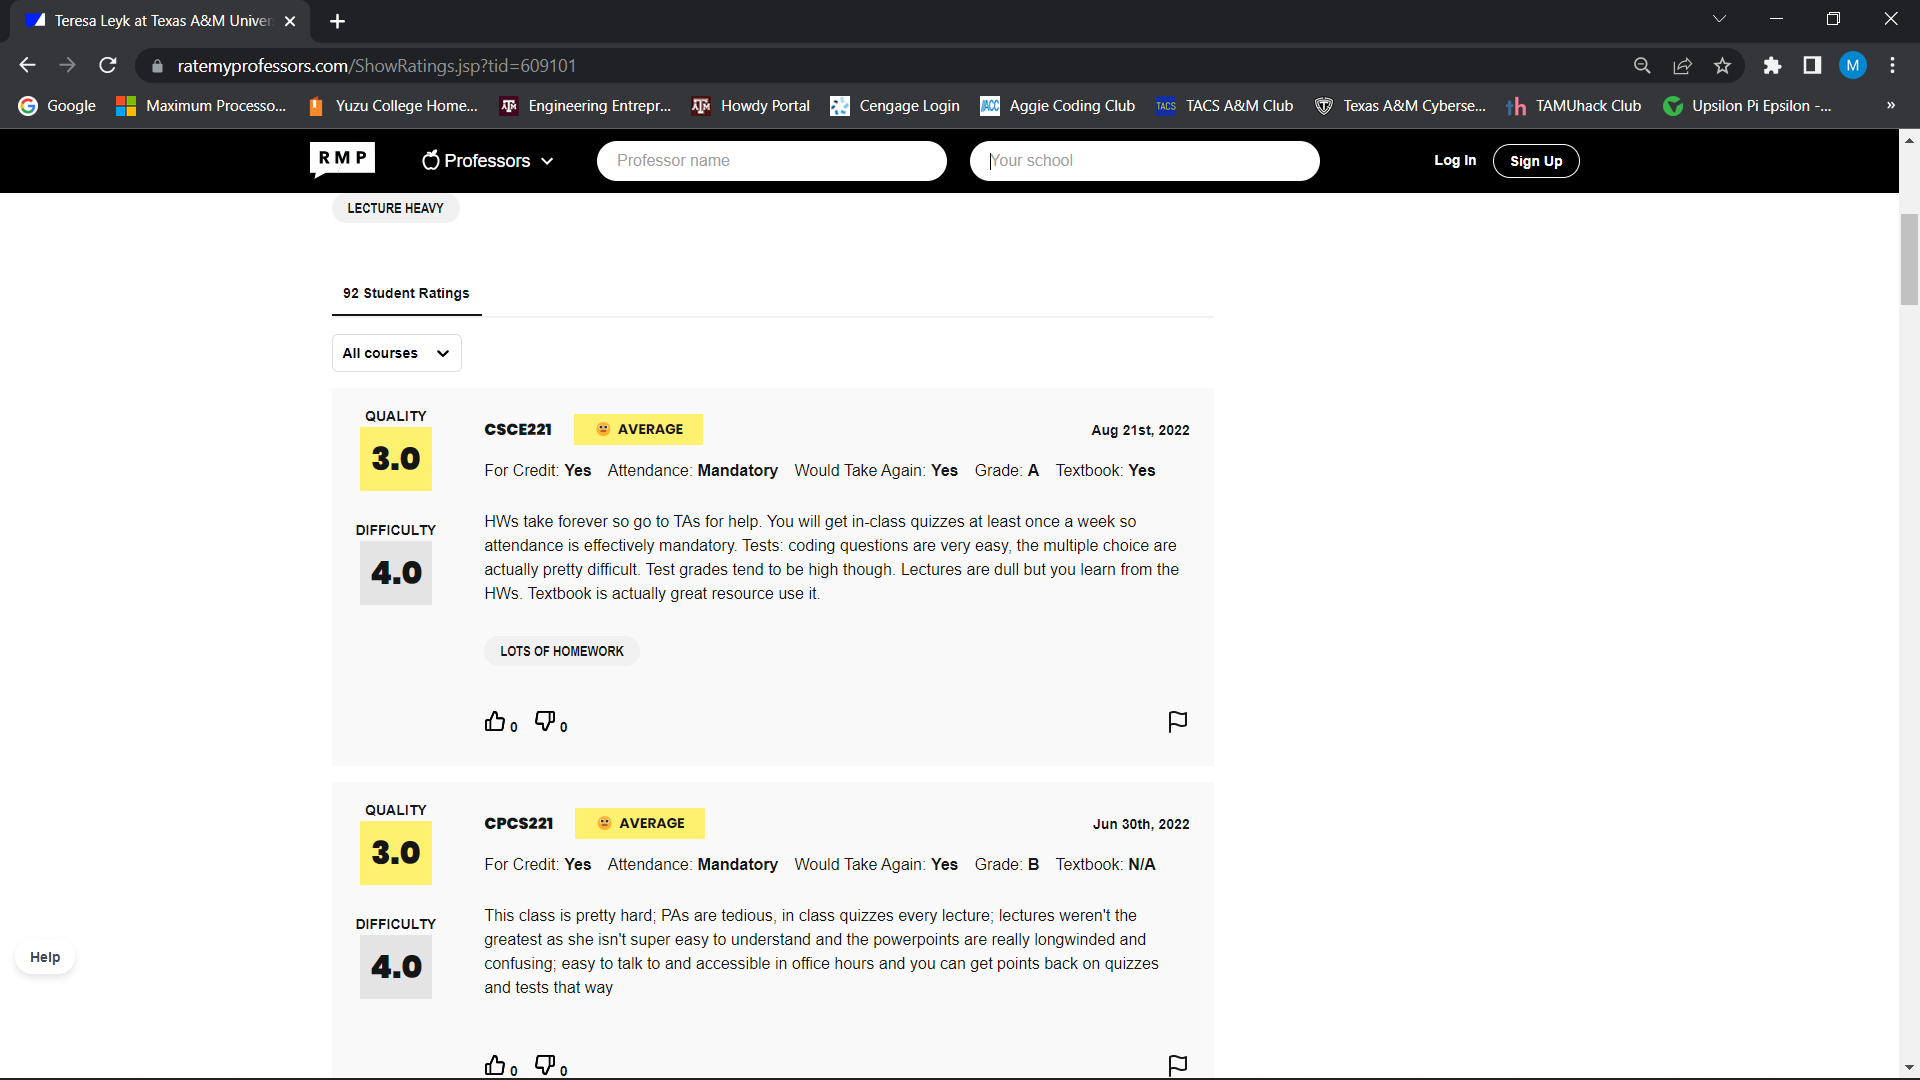 Teresa Leyk at Texas A&M Univer
ratemyprofessors.com/ShowRatings.jsp?tid=609101
M
Google
Maximum Processo...
Yuzu College Home...
Engineering Entrepr...
Howdy Portal
Cengage Login
Aggie Coding Club
TACS A&M Club
Texas A&M Cyberse...
TAMUhack Club
Upsilon Pi Epsilon -...
»
RMP
Professors
Professor name
Your school
Log In
Sign Up
LECTURE HEAVY
92 Student Ratings
All courses
QUALITY
3.0
DIFFICULTY
4.0
CSCE221
AVERAGE
Aug 21st, 2022
For Credit: Yes Attendance: Mandatory Would Take Again: Yes Grade: A Textbook: Yes
HWs take forever so go to TAs for help. You will get in-class quizzes at least once a week so
attendance is effectively mandatory. Tests: coding questions are very easy, the multiple choice are
actually pretty difficult. Test grades tend to be high though. Lectures are dull but you learn from the
HWs. Textbook is actually great resource use it.
LOTS OF HOMEWORK
0
0
QUALITY
3.0
DIFFICULTY
4.0
CPCS221
AVERAGE
Jun 30th, 2022
For Credit: Yes Attendance: Mandatory Would Take Again: Yes Grade: B Textbook: N/A
This class is pretty hard; PAs are tedious, in class quizzes every lecture; lectures weren't the
greatest as she isn't super easy to understand and the powerpoints are really longwinded and
confusing; easy to talk to and accessible in office hours and you can get points back on quizzes
and tests that way
0
0
Help